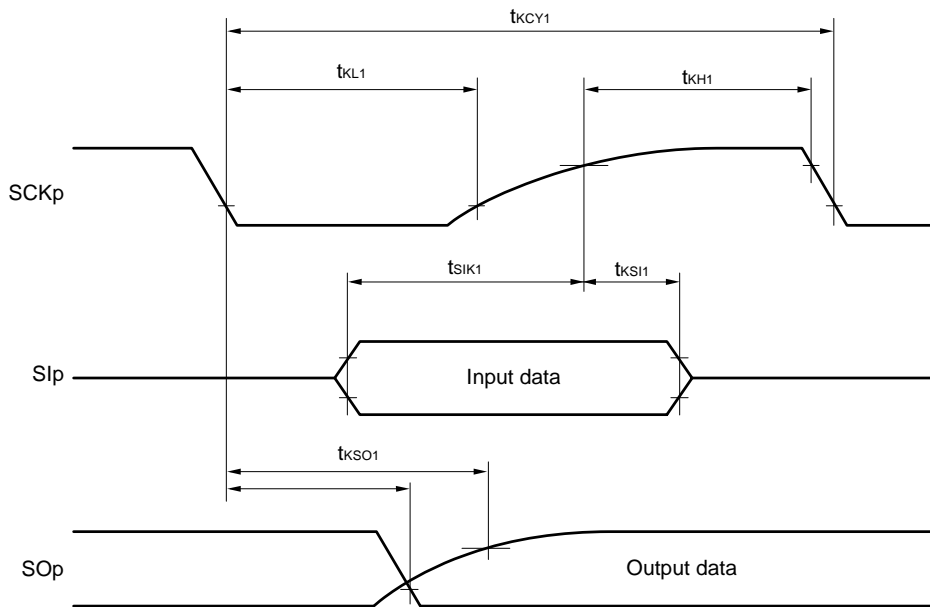 tKCY1
tKL1
tKH1
SCKp
tSIK1
tKSI1
SIp
Input data
tKSO1
SOp
Output data